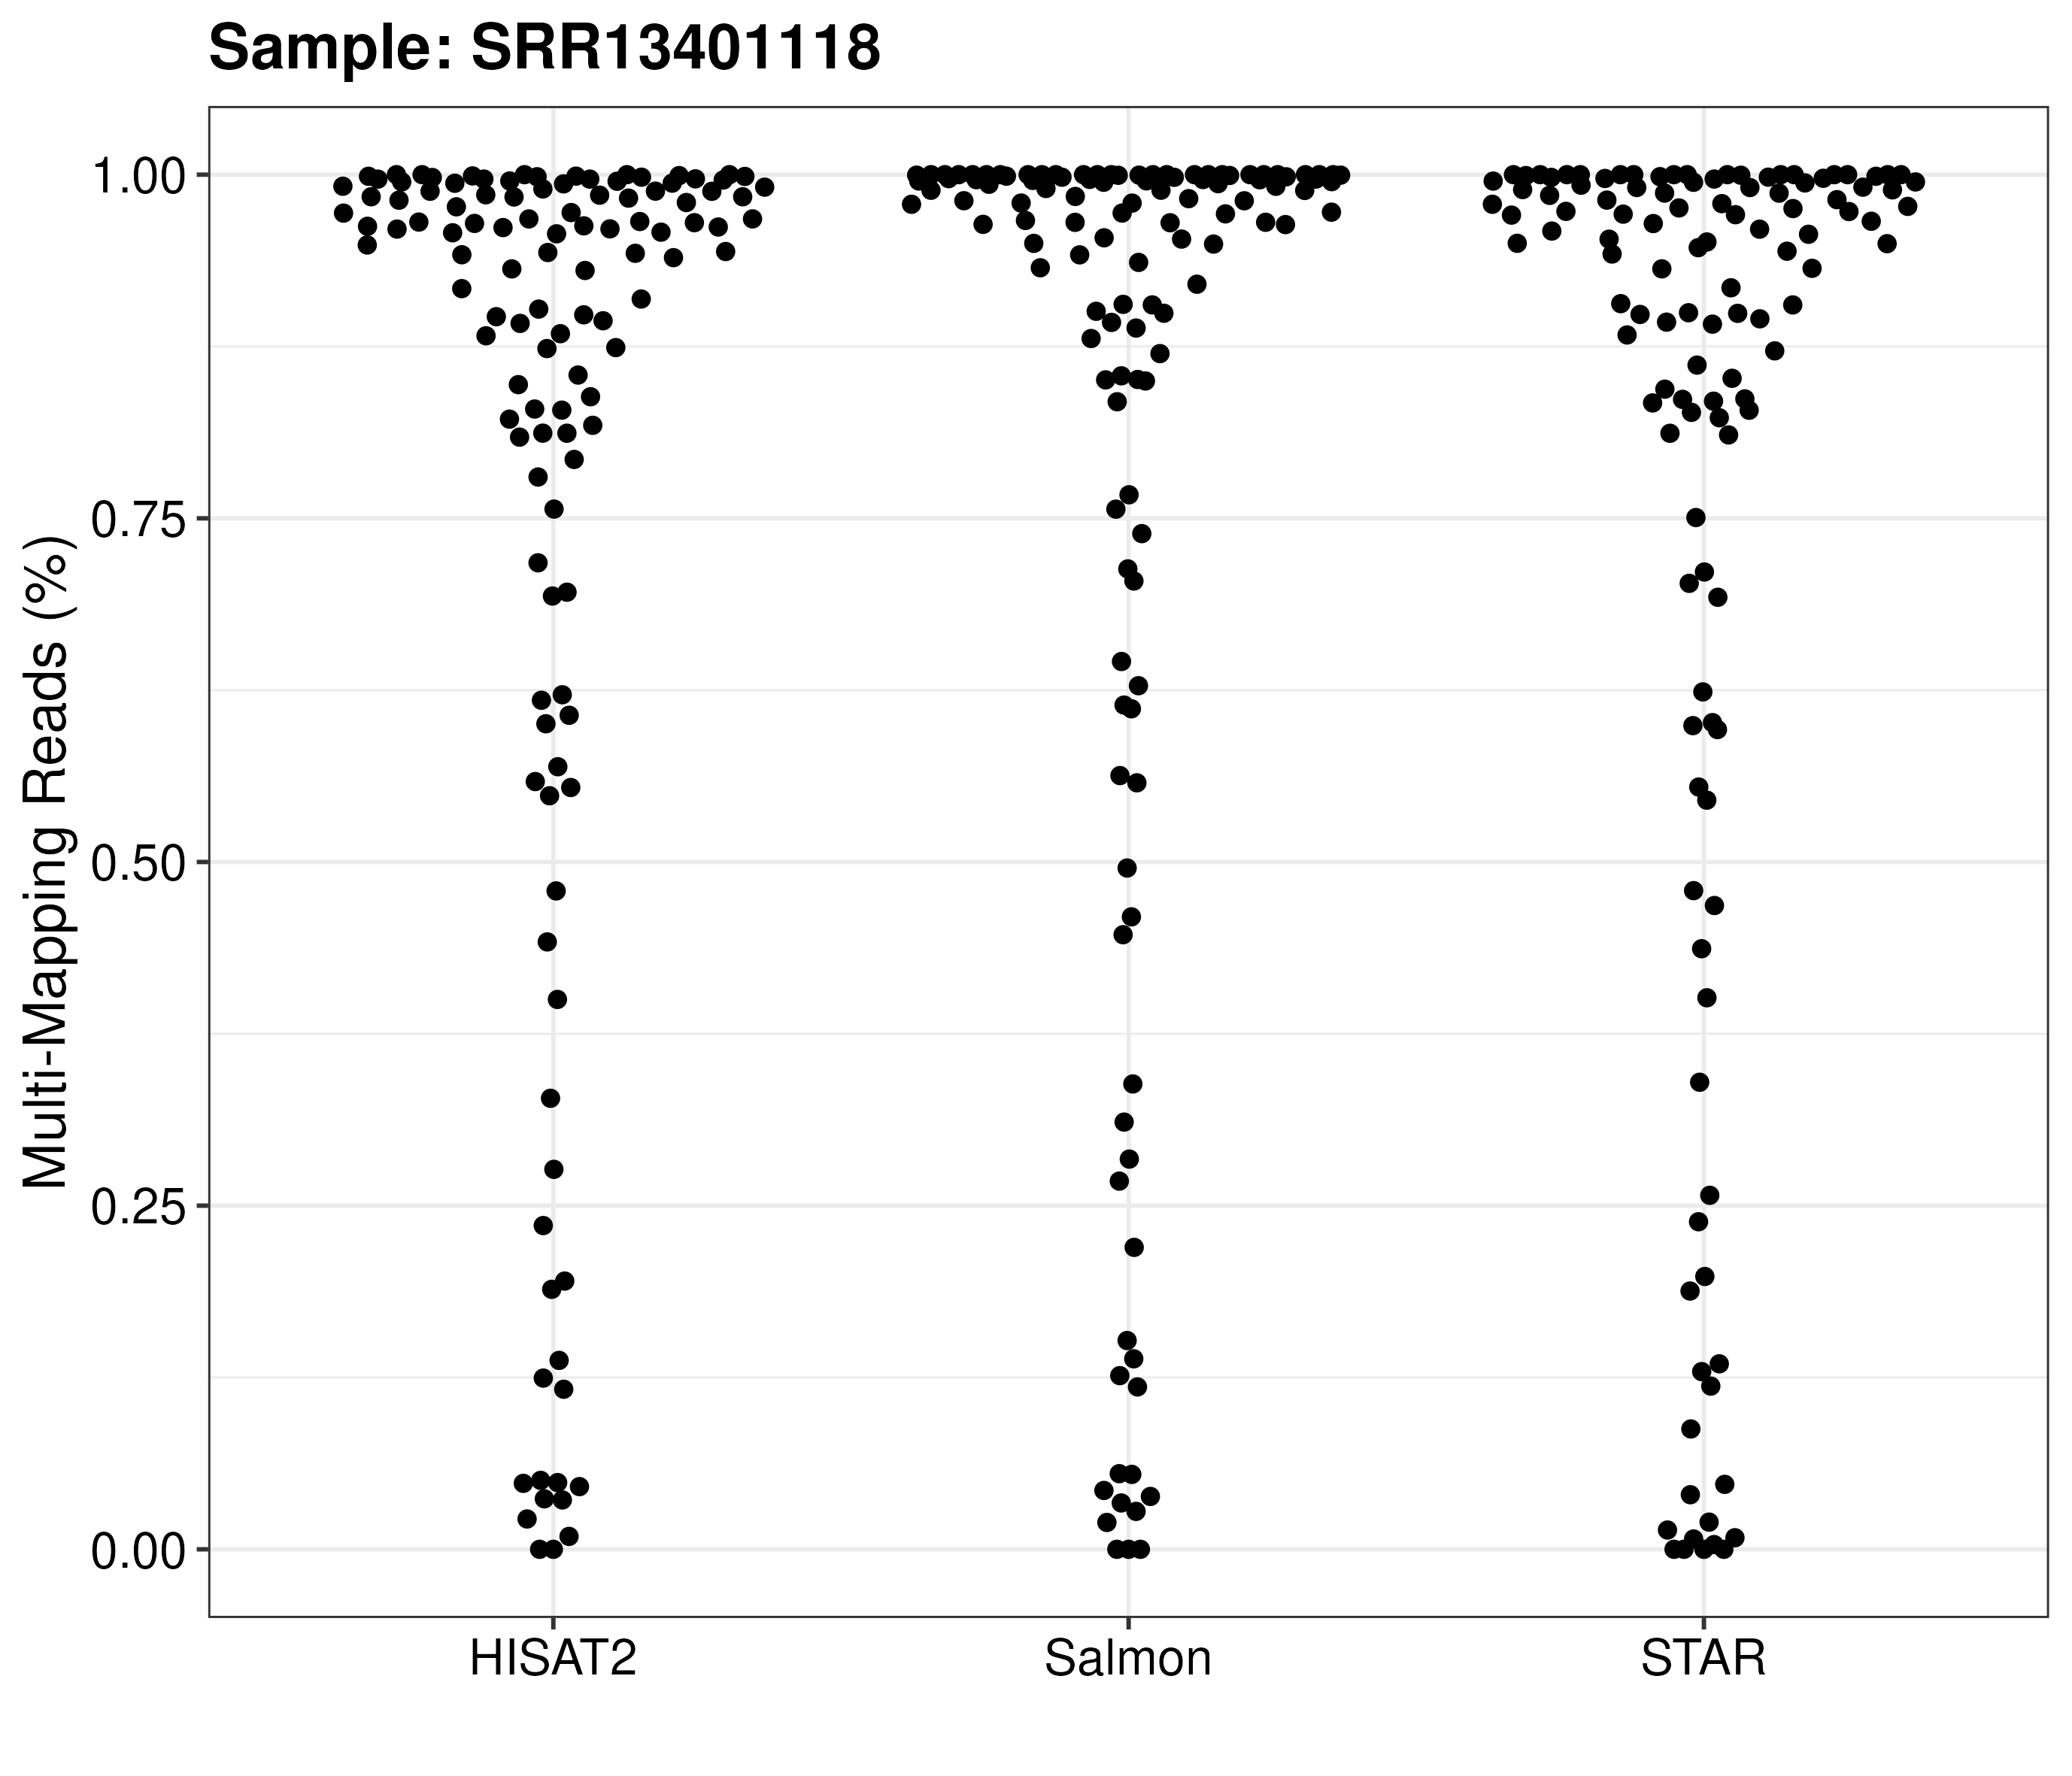 Sample: SRR13401118
Multi-Mapping Reads (%)
1.00
0.75
0.50
0.25
0.00
HISAT2
Salmon
STAR